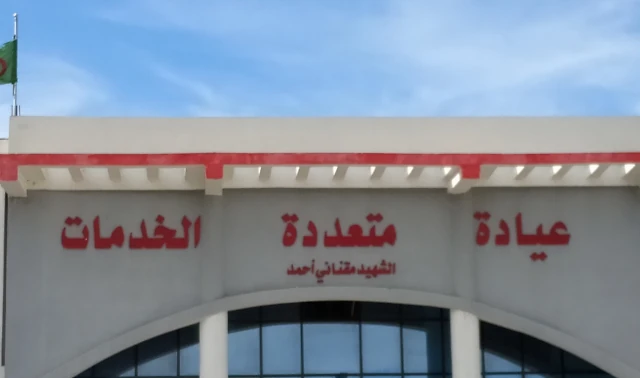 عيادة متعددة الخدمات
الشهيد مقناني أحمد